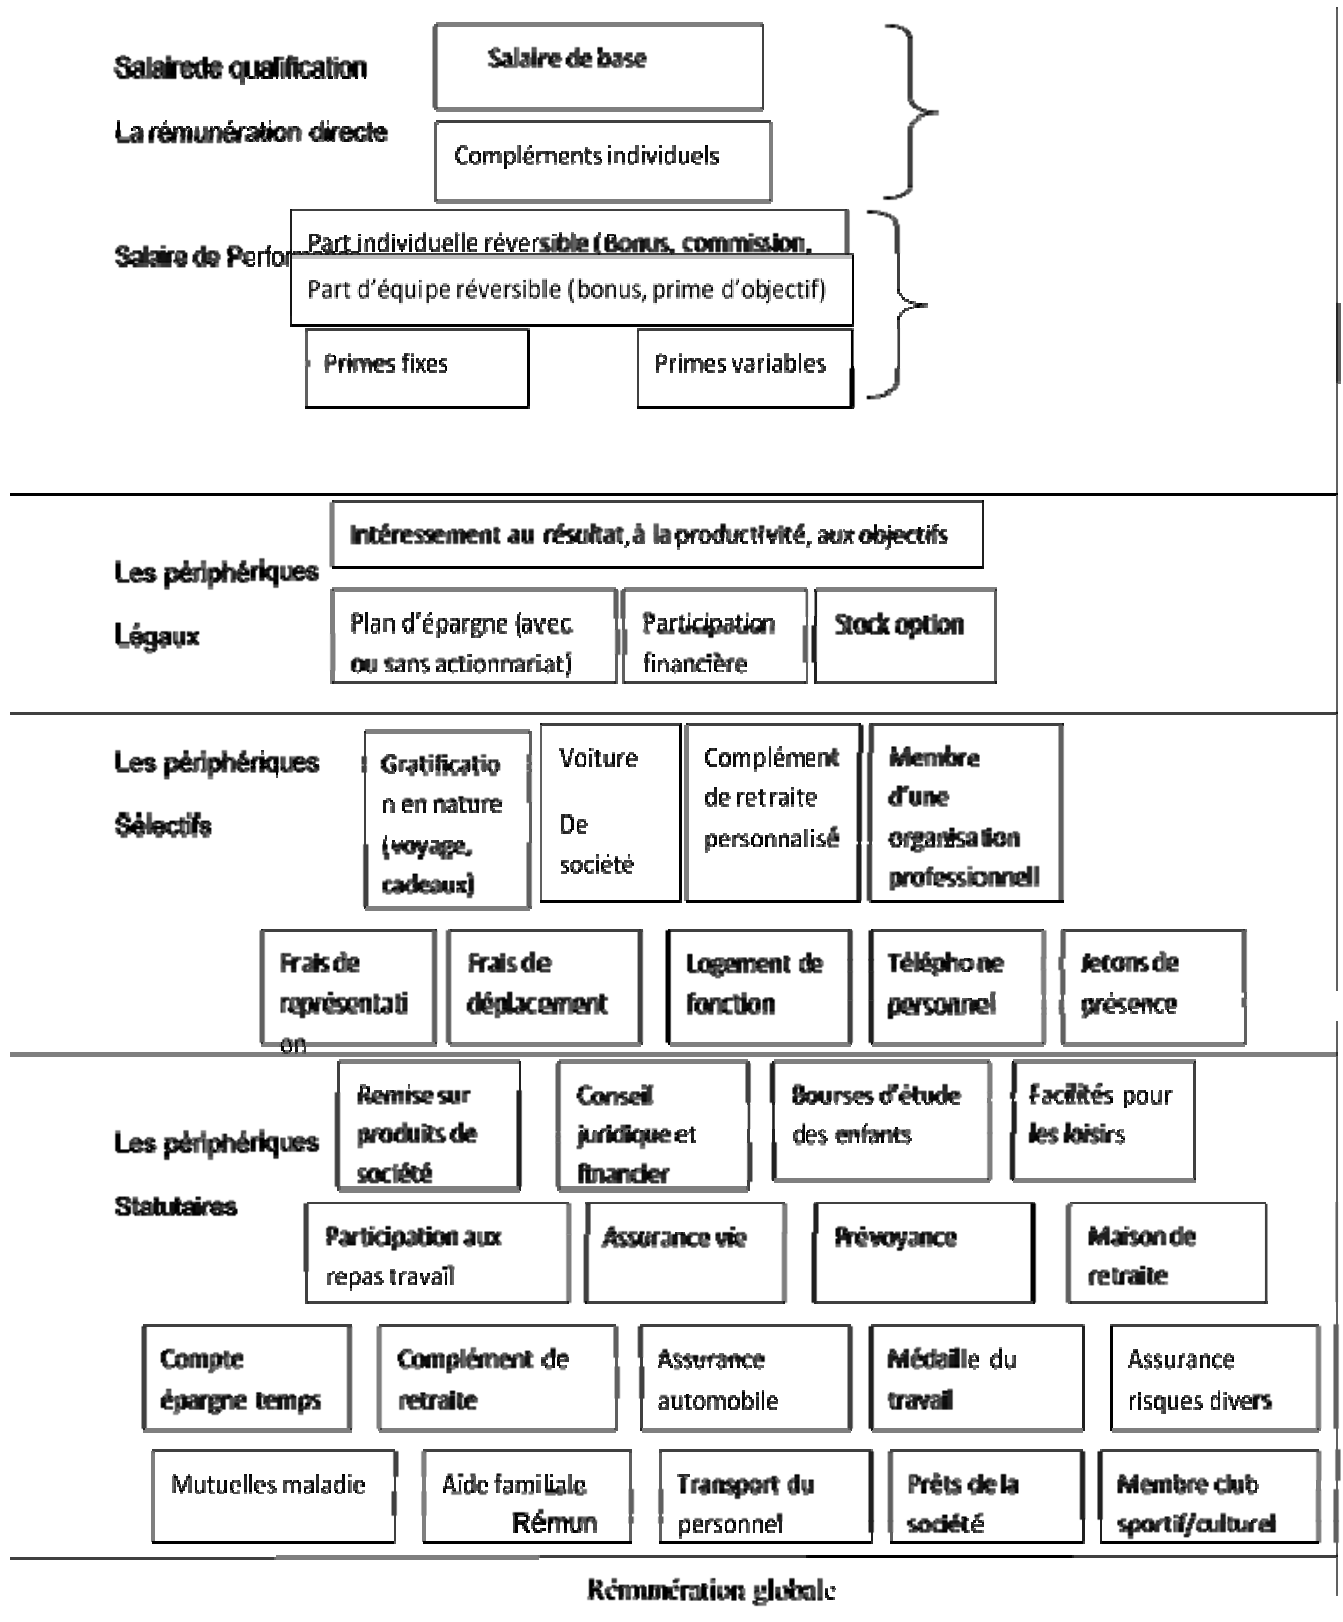 Salairede qualification
Salaire de base
La rémunération directe
Compléments individuels
Part individuelle réversible (Bonus, commission,
Salaire de Perfor
Part d'équipe réversible (bonus, prime d'objectif)
Primes fixes
Primes variables
Intéressement au résultat, à la productivité, aux objectifs
Les périphériques
Légaux
Plan d'épargne (avec
ou sans actionnariat)
Participation
financière
Stock option
Les périphériques
Sélectifs
Gratificatio
n en nature
(voyage,
cadeaux)
Voiture
De
société
Complément
de retraite
personnalisé
Membre
d'une
organisation
professionnell
Frais de
représentati
on
Frais de
déplacement
Logement de
fonction
Téléphone
personnel
Jetons de
présence
Les périphériques
Statutaires
Remise sur
produits de
société
Conseil
juridique et
financier
Bourses d'étude
des enfants
Facilités pour
les loisirs
Participation aux
repas travail
Assurance vie
Prévoyance
Maison de
retraite
Compte
épargne temps
Complément de
retraite
Assurance
automobile
Médaille du
travail
Assurance
risques divers
Mutuelles maladie
Aide familiale
Rémun
Transport du
personnel
Prêts de la
société
Membre club
sportif/culturel
Rémunération globale